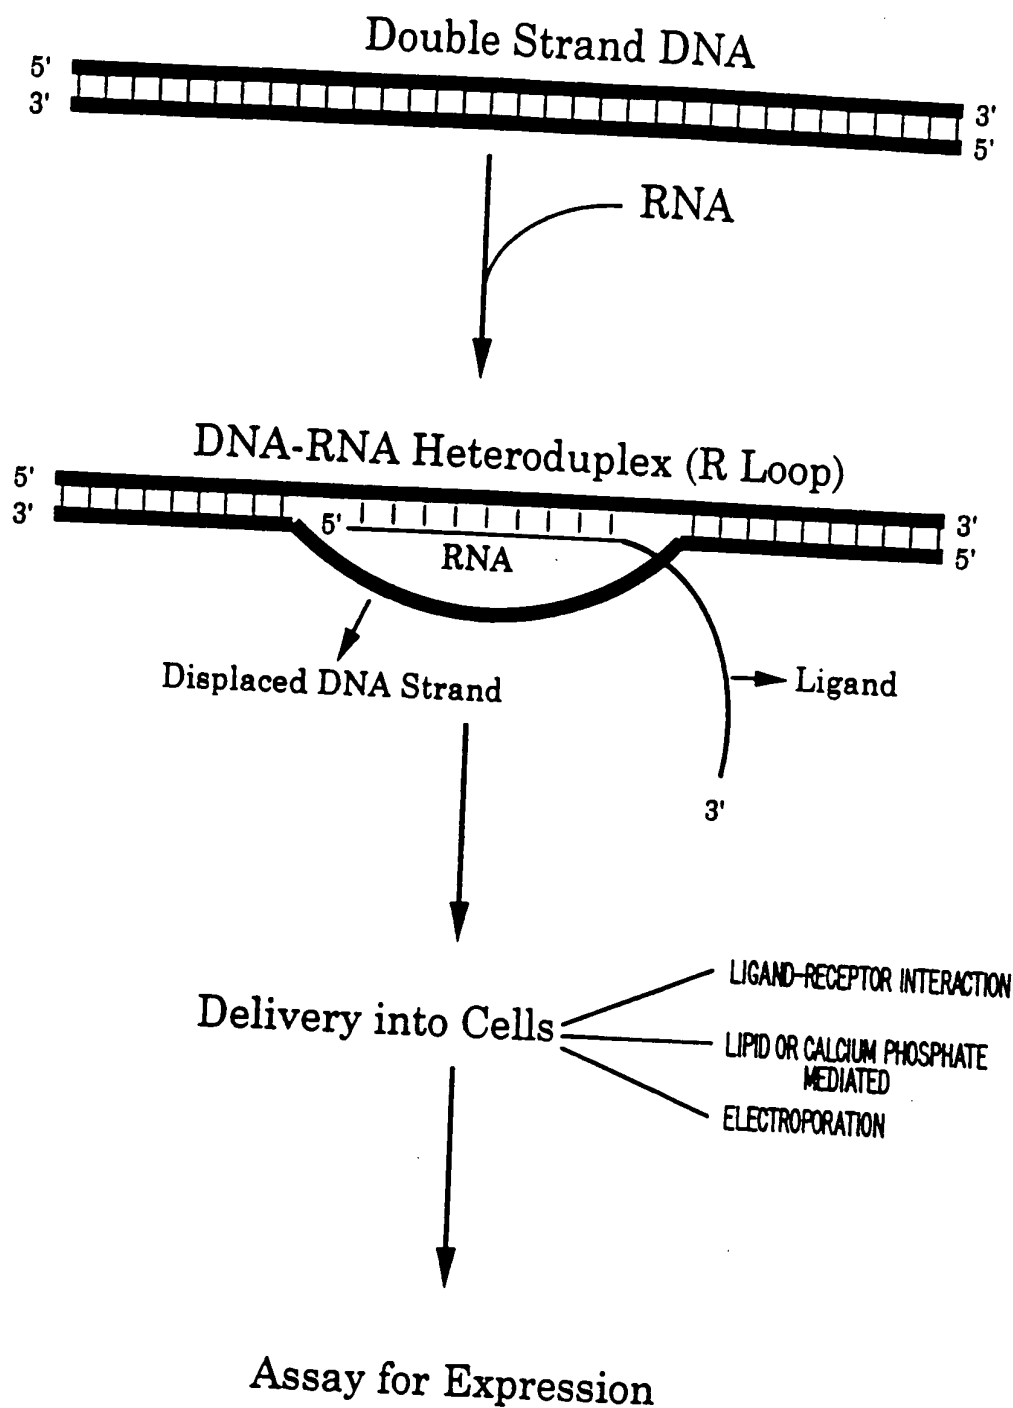 Double Strand DNA
5'
3'
3'
5'
RNA
DNA-RNA Heteroduplex (R Loop)
5'
3'
5'
RNA
3'
5'
Displaced DNA Strand
Ligand
3'
Delivery into Cells
LIGAND-RECEPTOR INTERACTION
LIPID OR CALCIUM PHOSPHATE
MEDIATED
ELECTROPORATION
Assay for Expression